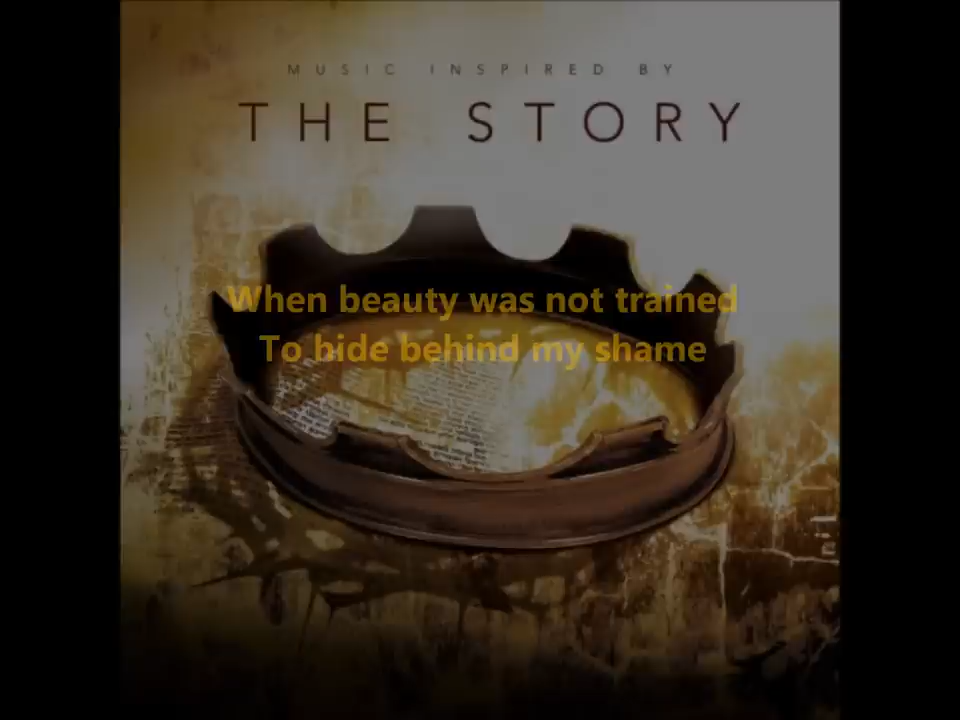 MUSIC INSPIRED BY
THE STORY
When beauty was not trained
To hide behind my shame